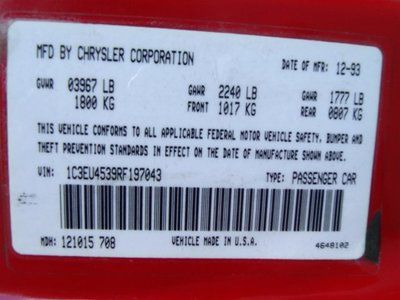 MFD BY CHRYSLER CORPORATION DATE OF MFR: 12-93
GVWR 03967 LB GAWR 2240 LB GAWR 1777 LB
1800 KG FRONT 1017 KG REAR 0807 KG
THIS VEHICLE CONFORMS TO ALL APPLICABLE FEDERAL MOTOR VEHICLE SAFETY, BUMPER AND
THEFT PREVENTION STANDARDS IN EFFECT ON THE DATE OF MANUFACTURE SHOWN ABOVE.
VIN: 1C3EU4539RF197043 TYPE: PASSENGER CAR
MDH: 121015 708 VEHICLE MADE IN U.S.A. 4648102